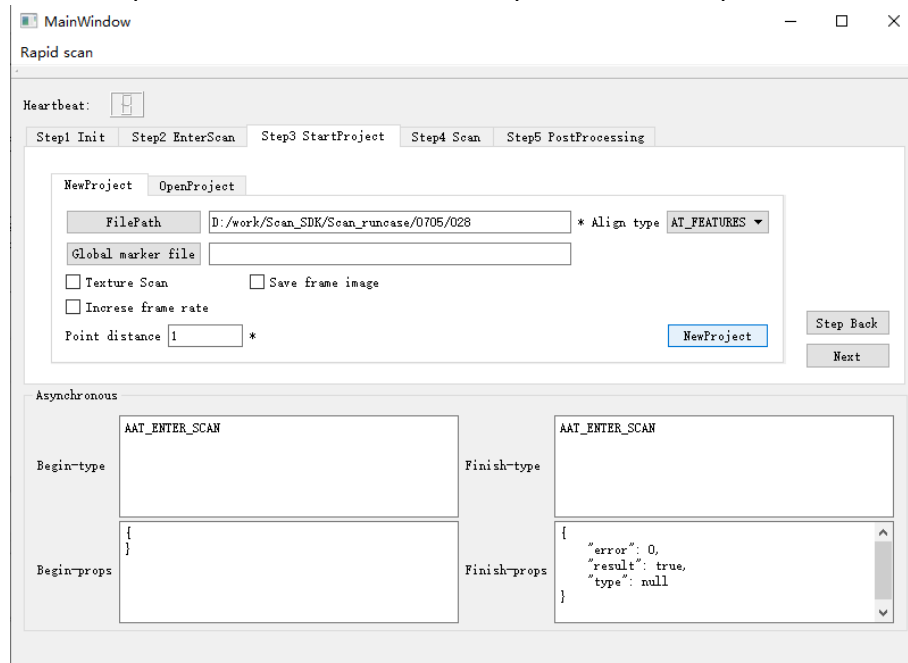 MainWindow
Rapid scan
Heartbeat:
Step1 Init Step2 EnterScan Step3 StartProject Step4 Scan Step5 PostProcessing
NewProject OpenProject
FilePath D:/work/Scan_SDK/Scan_runcase/0705/028 * Align type AT_FEATURES
Global marker file
Texture Scan Save frame image
Increse frame rate
Point distance 1 * NewProject
Step Back
Next
Asynchronous
Begin-type AAT_ENTER_SCAN
Finish-type AAT_ENTER_SCAN
Begin-props
{
}
Finish-props
{
"error": 0,
"result": true,
"type": null
}